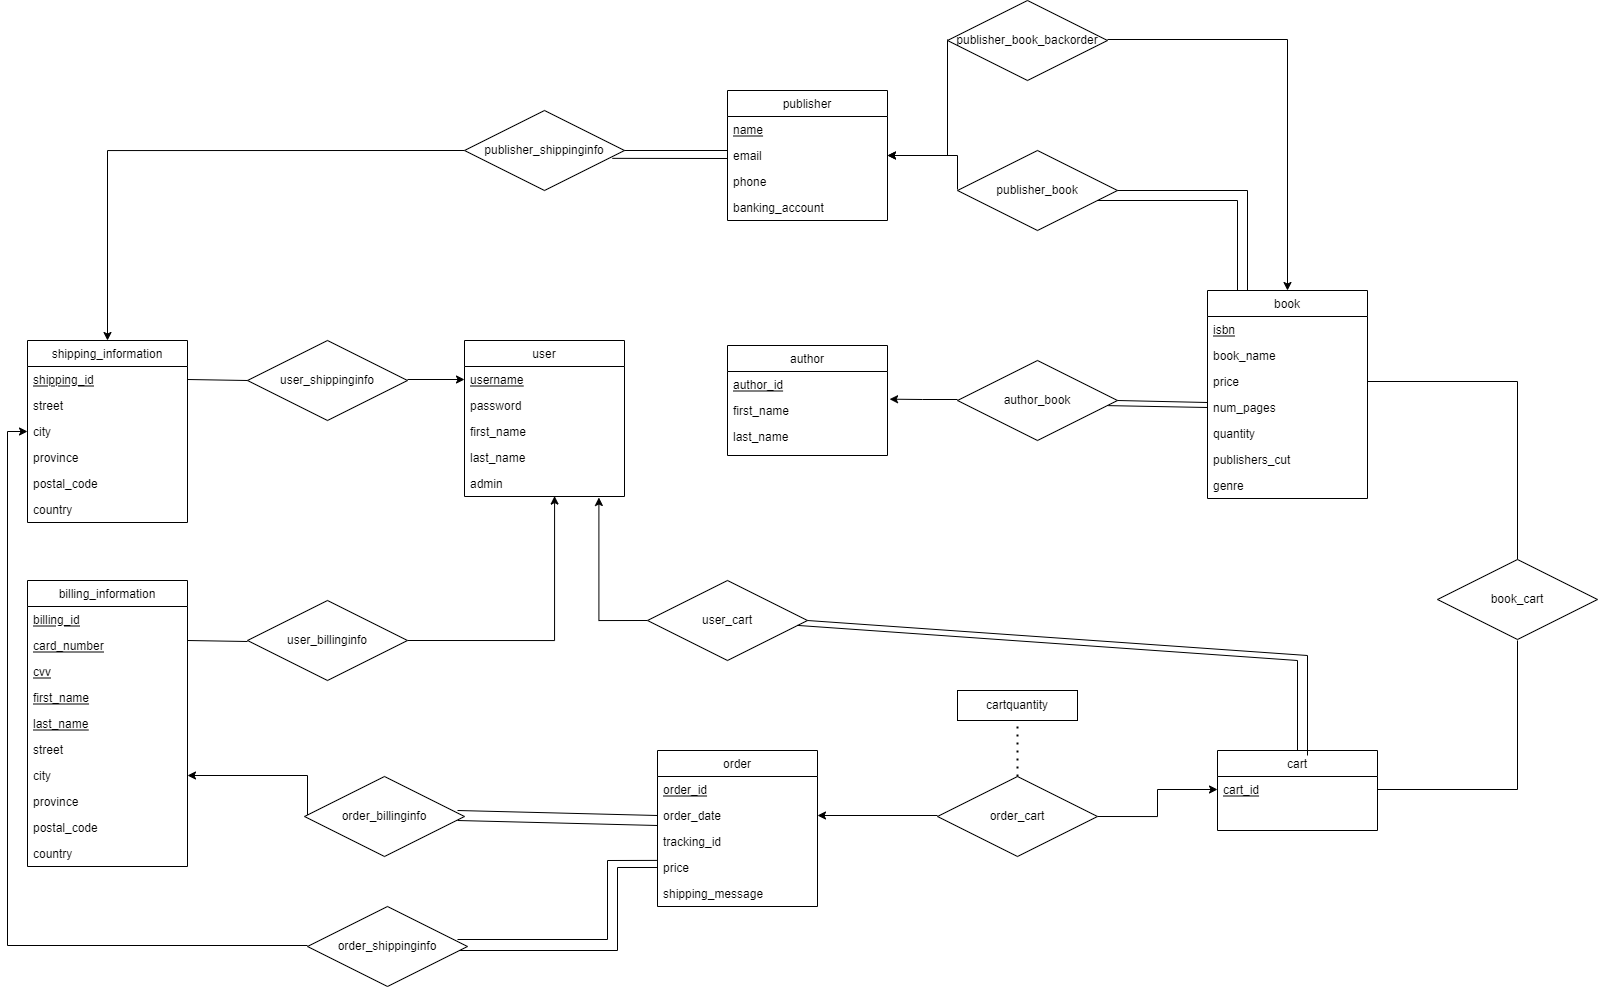 publisher_book_backorder
publisher
name
email
phone
banking_account
publisher_shippinginfo
publisher_book
book
isbn
book_name
price
num_pages
quantity
publishers_cut
genre
shipping_information
shipping_id
street
city
province
postal_code
country
user_shippinginfo
user
username
password
first_name
last_name
admin
author
author_id
first_name
last_name
author_book
billing_information
billing_id
card_number
cvv
first_name
last_name
street
city
province
postal_code
country
user_billinginfo
user_cart
book_cart
cartquantity
order
order_id
order_date
tracking_id
price
shipping_message
order_cart
cart
cart_id
order_billinginfo
order_shippinginfo